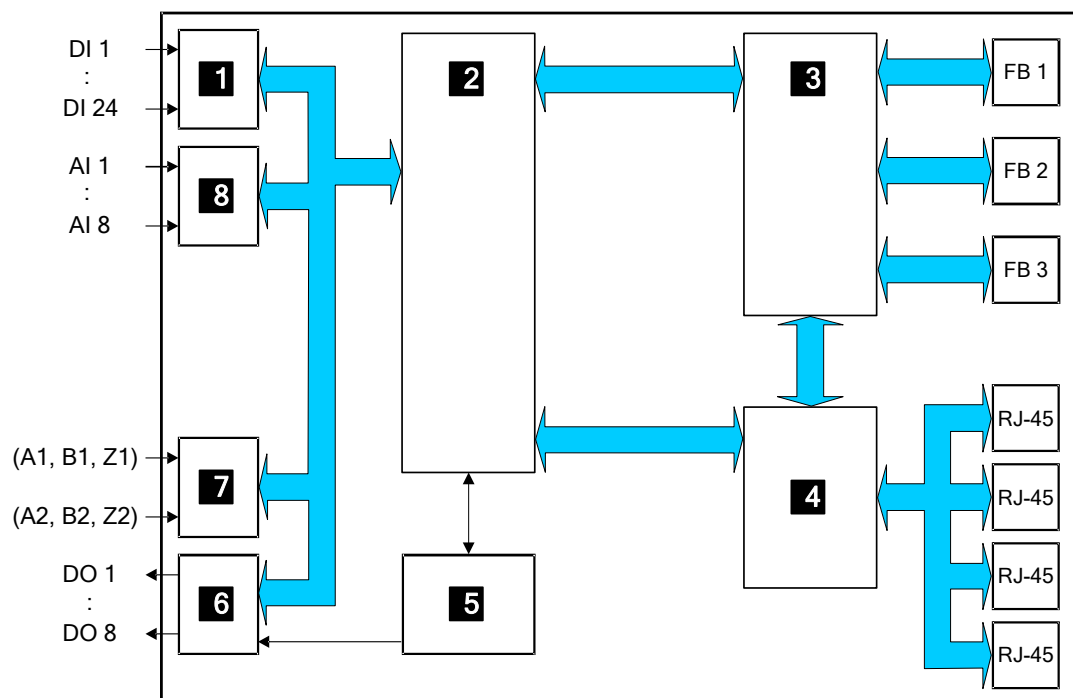 DI 1
:
DI 24
1
2
3
FB 1
AI 1
:
AI 8
8
FB 2
FB 3
(A1, B1, Z1)
(A2, B2, Z2)
7
4
RJ-45
RJ-45
RJ-45
RJ-45
DO 1
:
DO 8
6
5